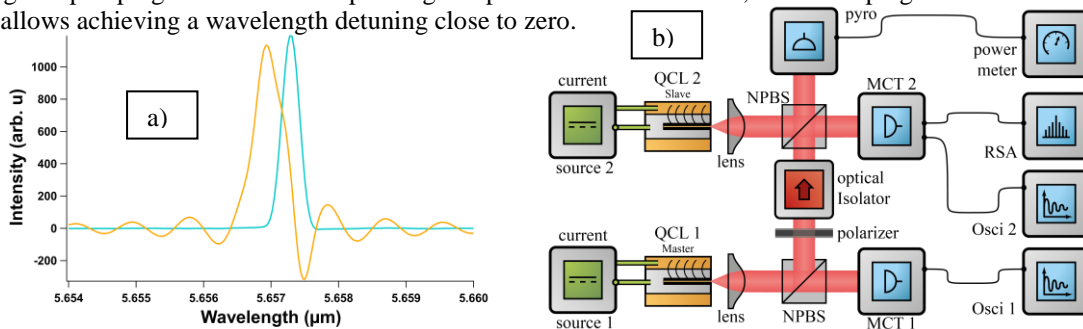 allows achieving a wavelength detuning close to zero.
a)
Intensity (arb. u)
1000
800
600
400
200
0
-200
5.654
5.655
5.656
5.657
5.658
5.659
5.660
Wavelength (µm)
b)
pyro
power
meter
current
QCL 2
Slave
NPBS
MCT 2
source 2
lens
RSA
optical
Isolator
Osci 2
current
QCL 1
Master
polarizer
source 1
lens
NPBS
MCT 1
Osci 1